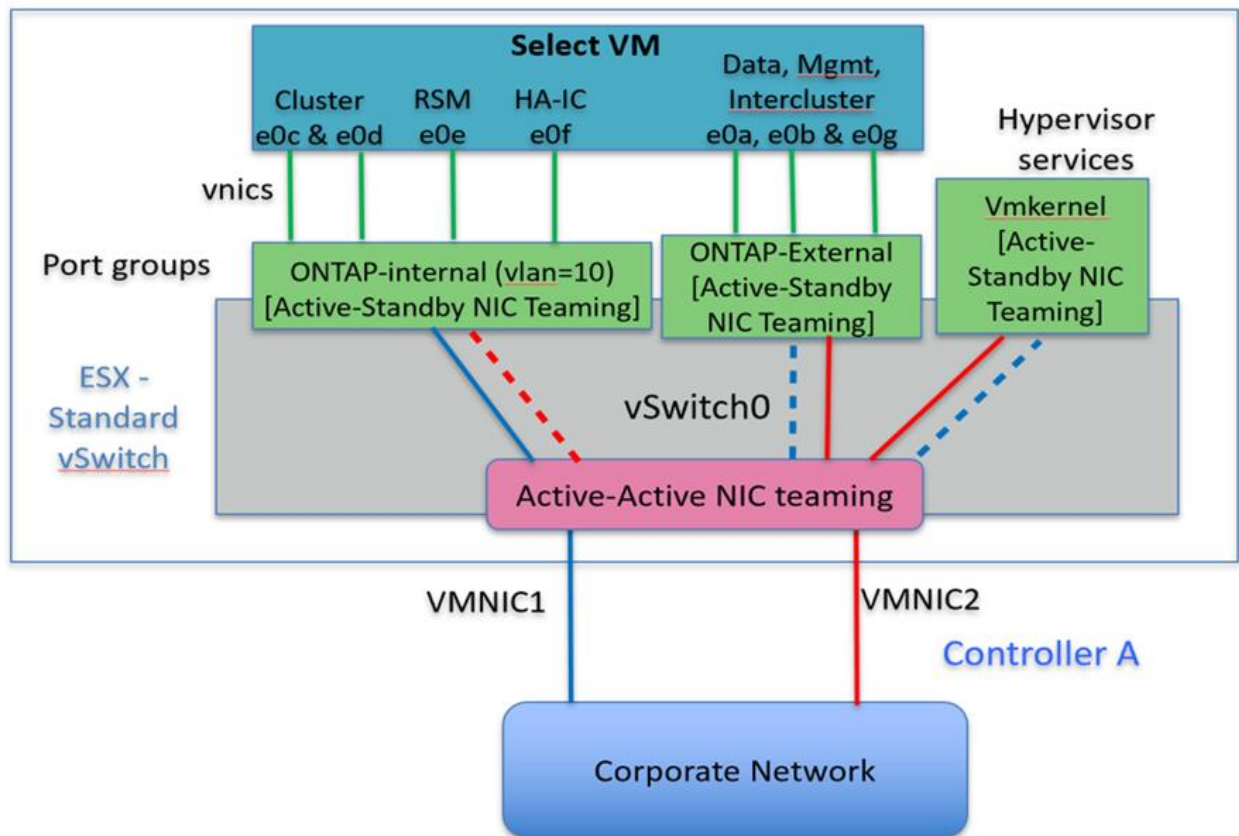 Select VM
Cluster
e0c & e0d
RSM
e0e
HA-IC
e0f
Data, Mgmt,
Intercluster
e0a, e0b & e0g
Hypervisor
services
vnics
Port groups
ONTAP-internal (vlan=10)
[Active-Standby NIC Teaming]
ONTAP-External
[Active-Standby
NIC Teaming]
Vmkernel
[Active-
Standby NIC
Teaming]
ESX -
Standard
vSwitch
vSwitch0
Active-Active NIC teaming
VMNIC1
VMNIC2
Controller A
Corporate Network